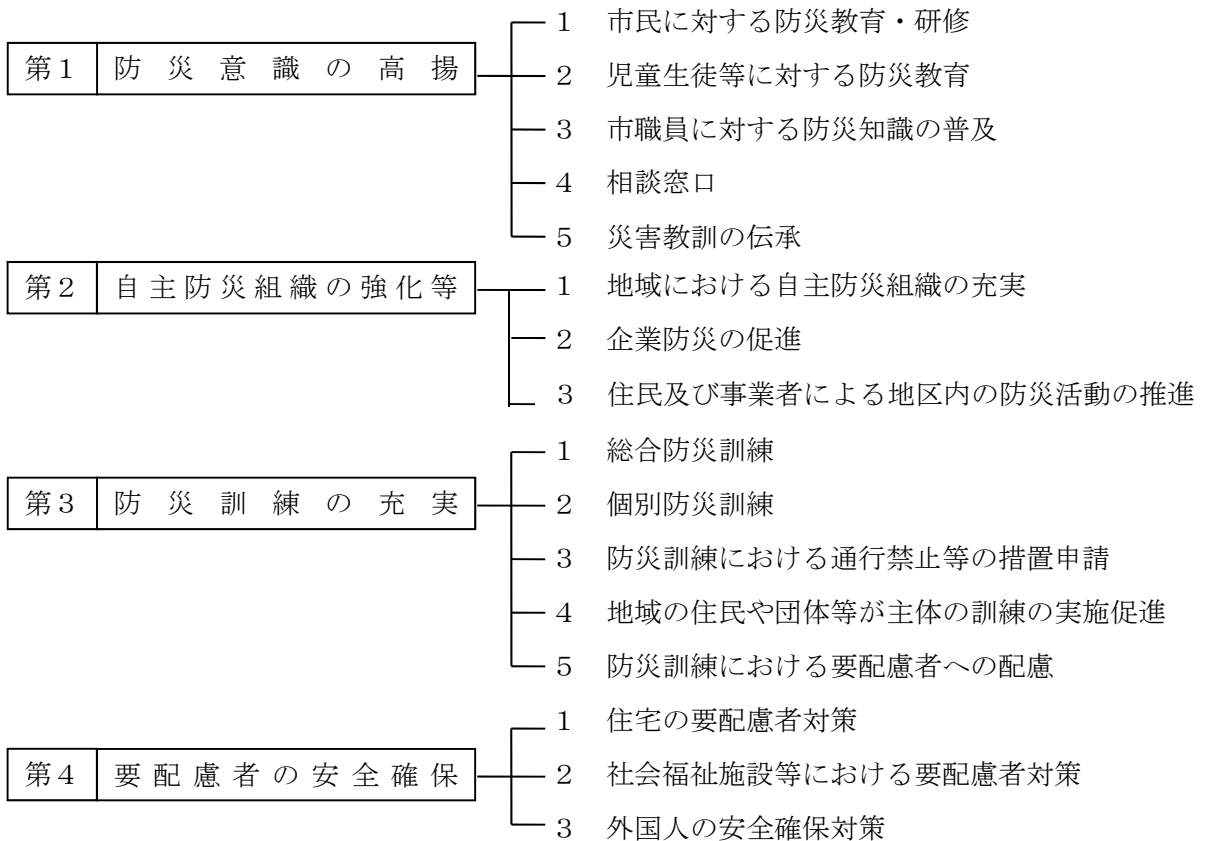 第１ 防災意識の高揚
１ 市民に対する防災教育・研修
２ 児童生徒等に対する防災教育
３ 市職員に対する防災知識の普及
４ 相談窓口
５ 災害教訓の伝承
第２ 自主防災組織の強化等
１ 地域における自主防災組織の充実
２ 企業防災の促進
３ 住民及び事業者による地区内の防災活動の推進
第３ 防災訓練の充実
１ 総合防災訓練
２ 個別防災訓練
３ 防災訓練における通行禁止等の措置申請
４ 地域の住民や団体等が主体の訓練の実施促進
５ 防災訓練における要配慮者への配慮
第４ 要配慮者の安全確保
１ 住宅の要配慮者対策
２ 社会福祉施設等における要配慮者対策
３ 外国人の安全確保対策